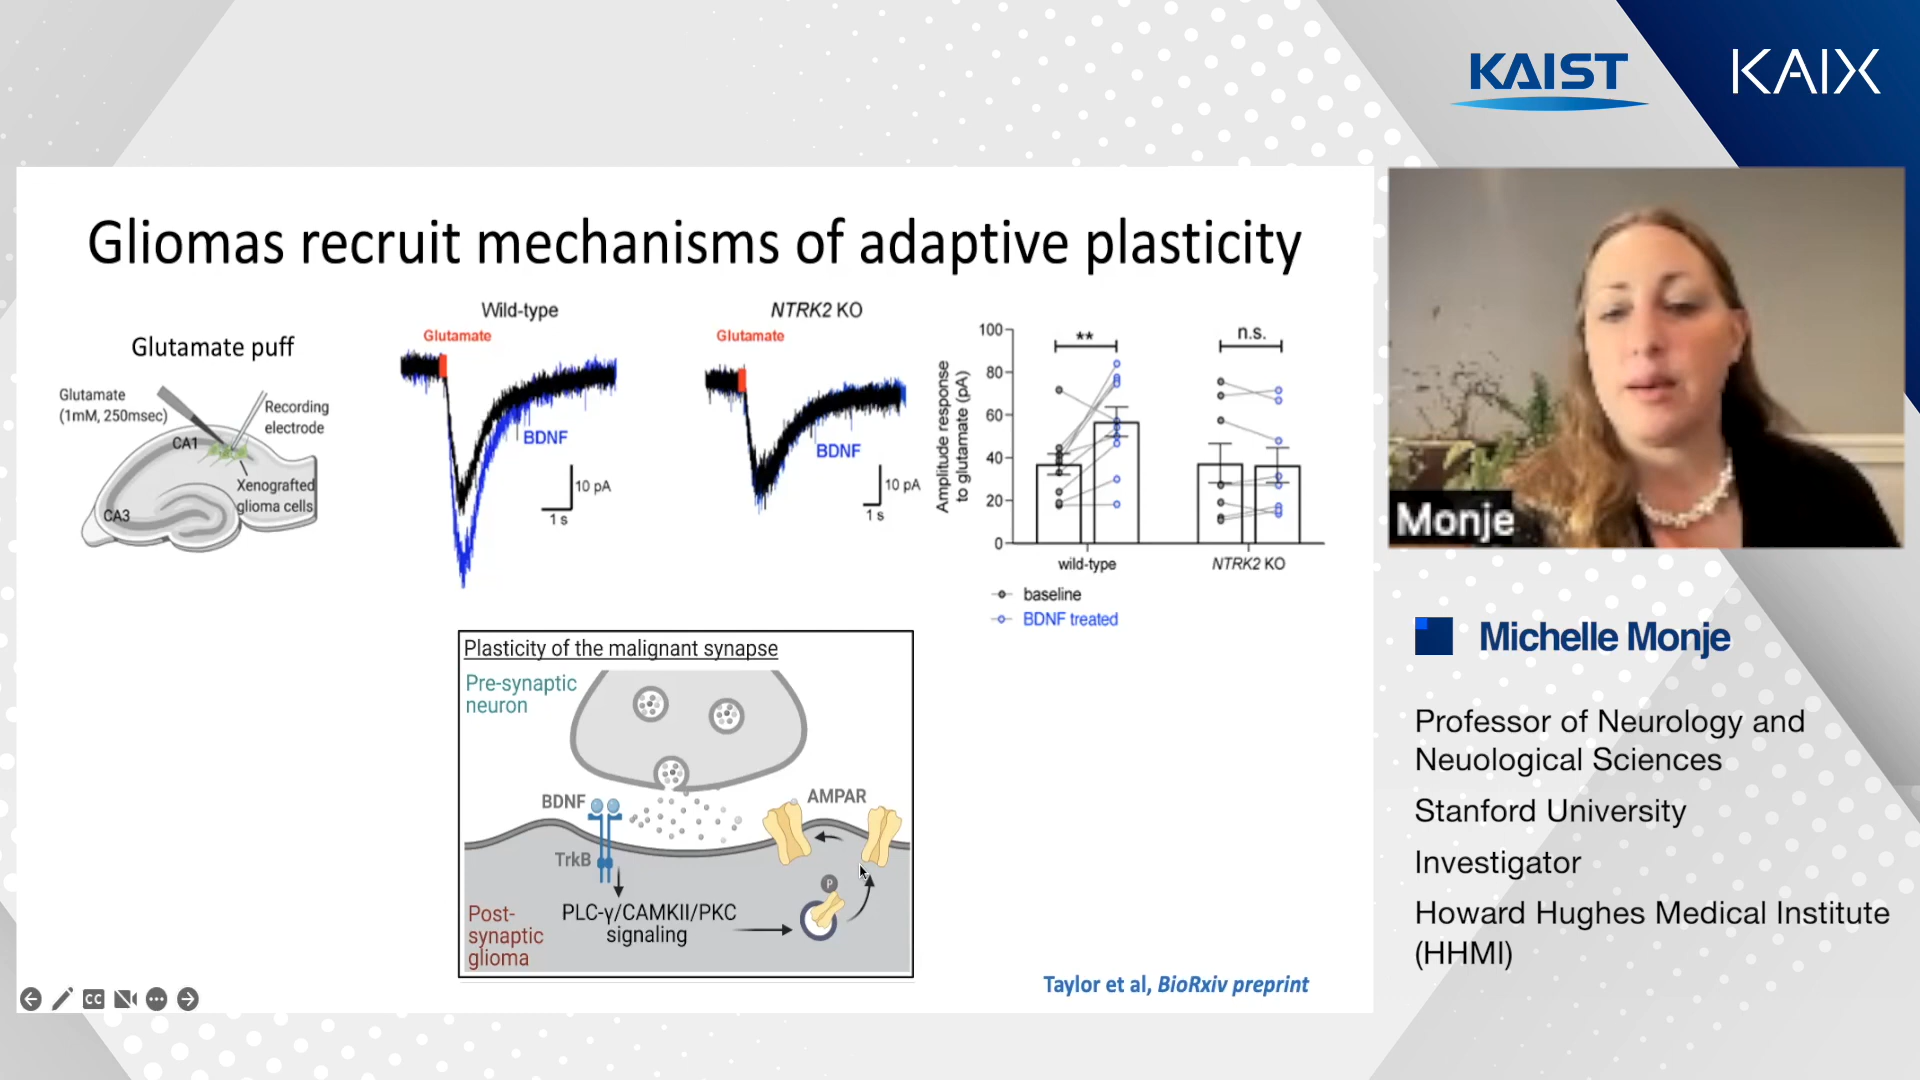 KAIST
KAIX
Gliomas recruit mechanisms of adaptive plasticity
Glutamate puff
Glutamate
(1mM, 250msec)
Recording
electrode
CA1
Xenografted
glioma cells
CA3
Wild-type
Glutamate
BDNF
10 pA
1 s
NTRK2 KO
Glutamate
BDNF
10 pA
1 s
Amplitude response
to glutamate (pA)
100
80
60
40
20
0
**
n.s.
wild-type
NTRK2 KO
baseline
BDNF treated
Plasticity of the malignant synapse
Pre-synaptic
neuron
BDNF
AMPAR
TrkB
P
PLC-γ/CAMKII/PKC
signaling
Post-
synaptic
glioma
Taylor et al, BioRxiv preprint
CC
Monje
Michelle Monje
Professor of Neurology and
Neuological Sciences
Stanford University
Investigator
Howard Hughes Medical Institute
(HHMI)